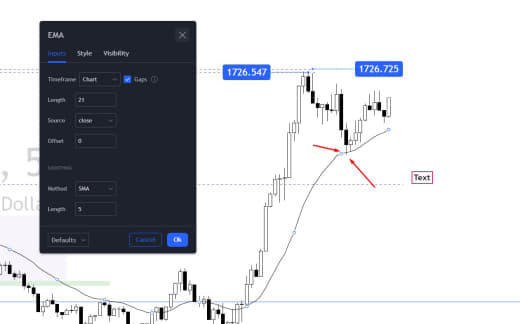 EMA
Inputs Style Visibility
Timeframe Chart Gaps
Length 21
Source close
Offset 0
SMOOTHING
Method SMA
Length 5
Defaults Cancel Ok
1726.547 1726.725
Text
, 5
Dolla